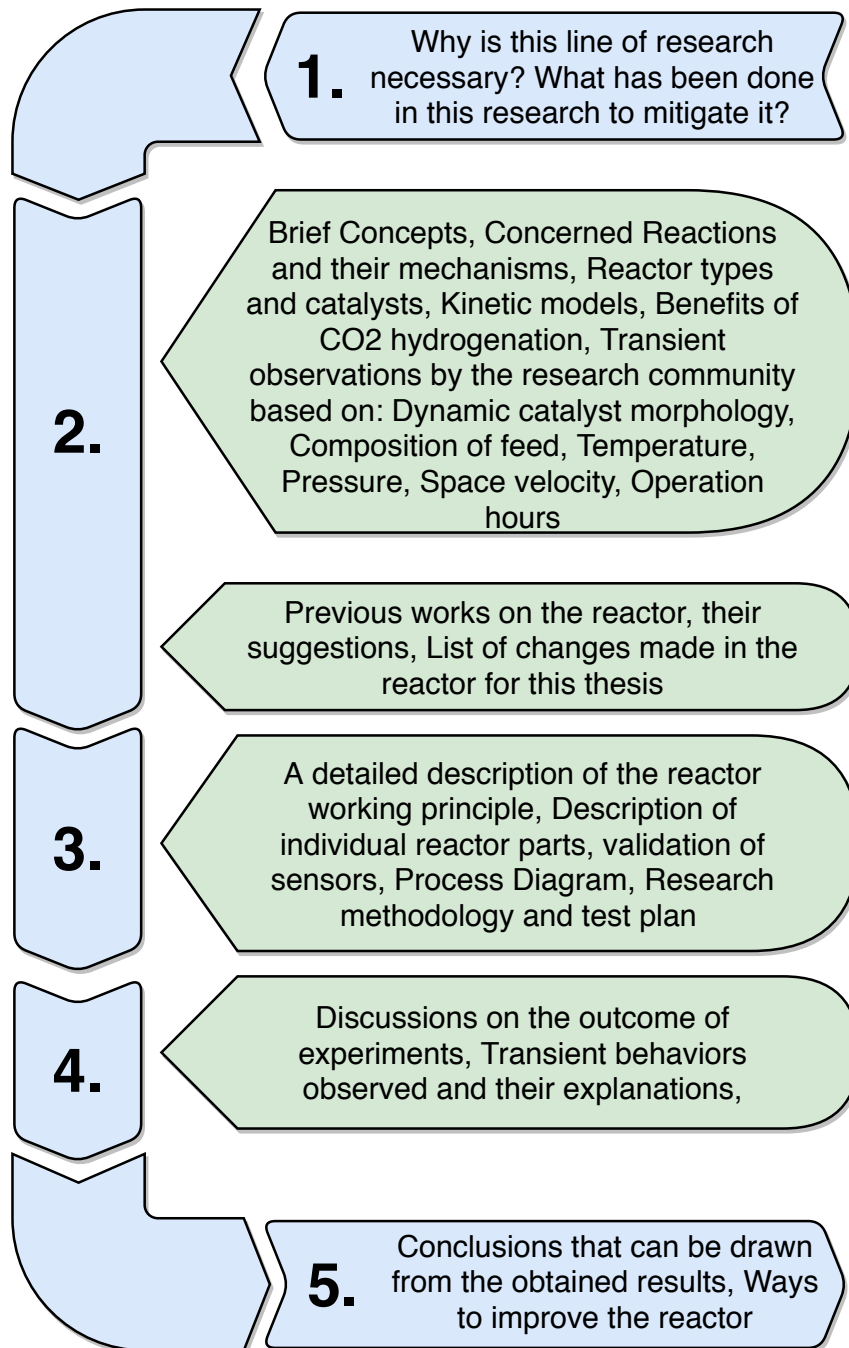 1.
Why is this line of research
necessary? What has been done
in this research to mitigate it?
2.
Brief Concepts, Concerned Reactions
and their mechanisms, Reactor types
and catalysts, Kinetic models, Benefits of
CO2 hydrogenation, Transient
observations by the research community
based on: Dynamic catalyst morphology,
Composition of feed, Temperature,
Pressure, Space velocity, Operation
hours
Previous works on the reactor, their
suggestions, List of changes made in the
reactor for this thesis
3.
A detailed description of the reactor
working principle, Description of
individual reactor parts, validation of
sensors, Process Diagram, Research
methodology and test plan
4.
Discussions on the outcome of
experiments, Transient behaviors
observed and their explanations,
5.
Conclusions that can be drawn
from the obtained results, Ways
to improve the reactor